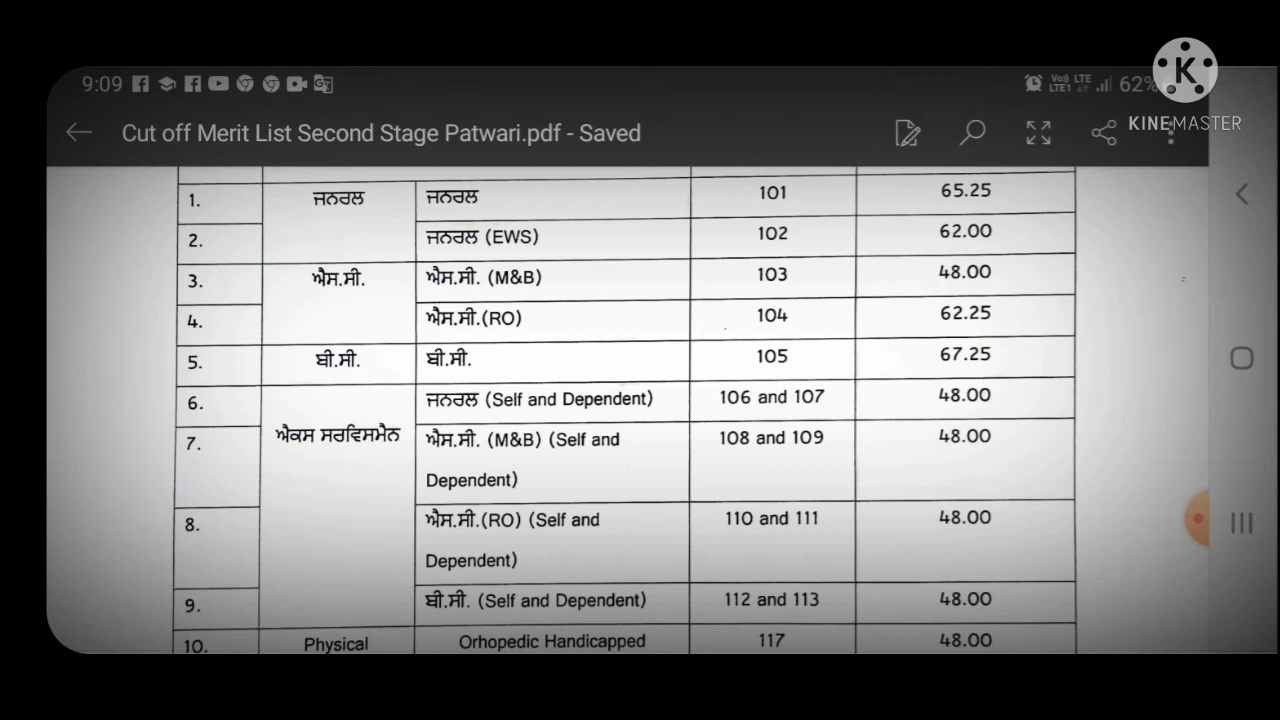 9:09
Vo) LTE
LTE1
62%
K
KINEMASTER
Cut off Merit List Second Stage Patwari.pdf - Saved
1. ਜਨਰਲ ਜਨਰਲ 101 65.25
2. ਜਨਰਲ (EWS) 102 62.00
3. ਐਸ.ਸੀ. ਐਸ.ਸੀ. (M&B) 103 48.00
4. ਐਸ.ਸੀ.(RO) 104 62.25
5. ਬੀ.ਸੀ. ਬੀ.ਸੀ. 105 67.25
6. ਜਨਰਲ (Self and Dependent) 106 and 107 48.00
7. ਐਕਸ ਸਰਵਿਸਮੈਨ ਐਸ.ਸੀ. (M&B) (Self and 108 and 109 48.00
Dependent)
8. ਐਸ.ਸੀ.(RO) (Self and 110 and 111 48.00
Dependent)
9. ਬੀ.ਸੀ. (Self and Dependent) 112 and 113 48.00
10. Physical Orhopedic Handicapped 117 48.00